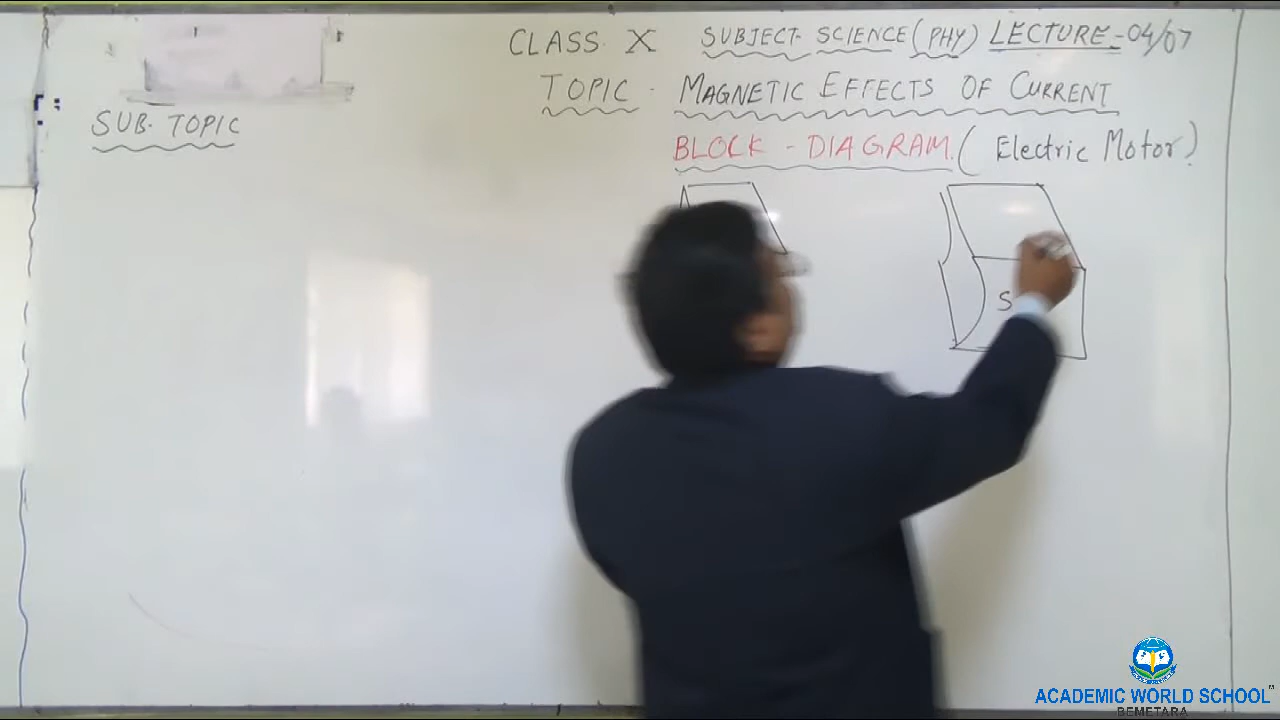 CLASS X SUBJECT- SCIENCE (PHY) LECTURE - 04/07
TOPIC - MAGNETIC EFFECTS OF CURRENT
SUB. TOPIC
BLOCK - DIAGRAM. (Electric Motor)
S
ACADEMIC WORLD SCHOOL
BEMETARA